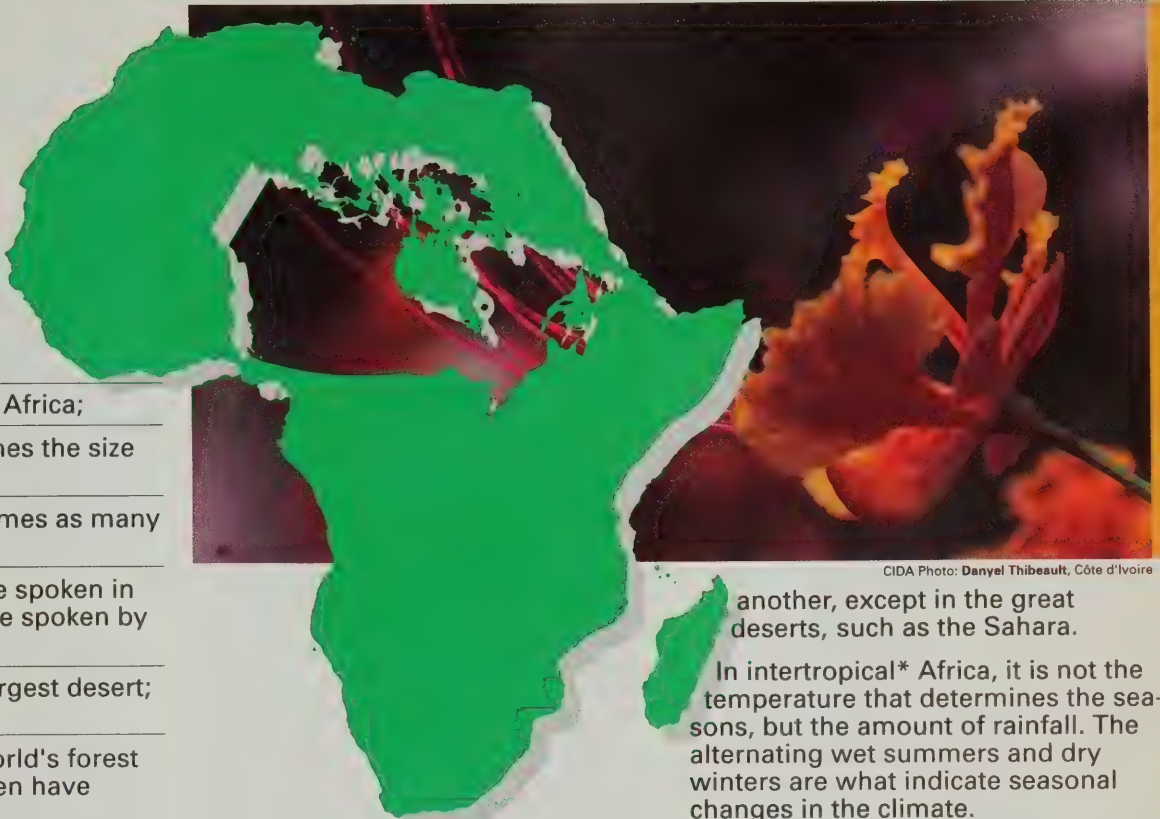 Africa;
nes the size
mes as many
e spoken in
e spoken by
rgest desert;
orld's forest
en have
CIDA Photo: Danyel Thibeault, Côte d'Ivoire
another, except in the great
deserts, such as the Sahara.
In intertropical* Africa, it is not the
temperature that determines the sea-
sons, but the amount of rainfall. The
alternating wet summers and dry
winters are what indicate seasonal
changes in the climate.